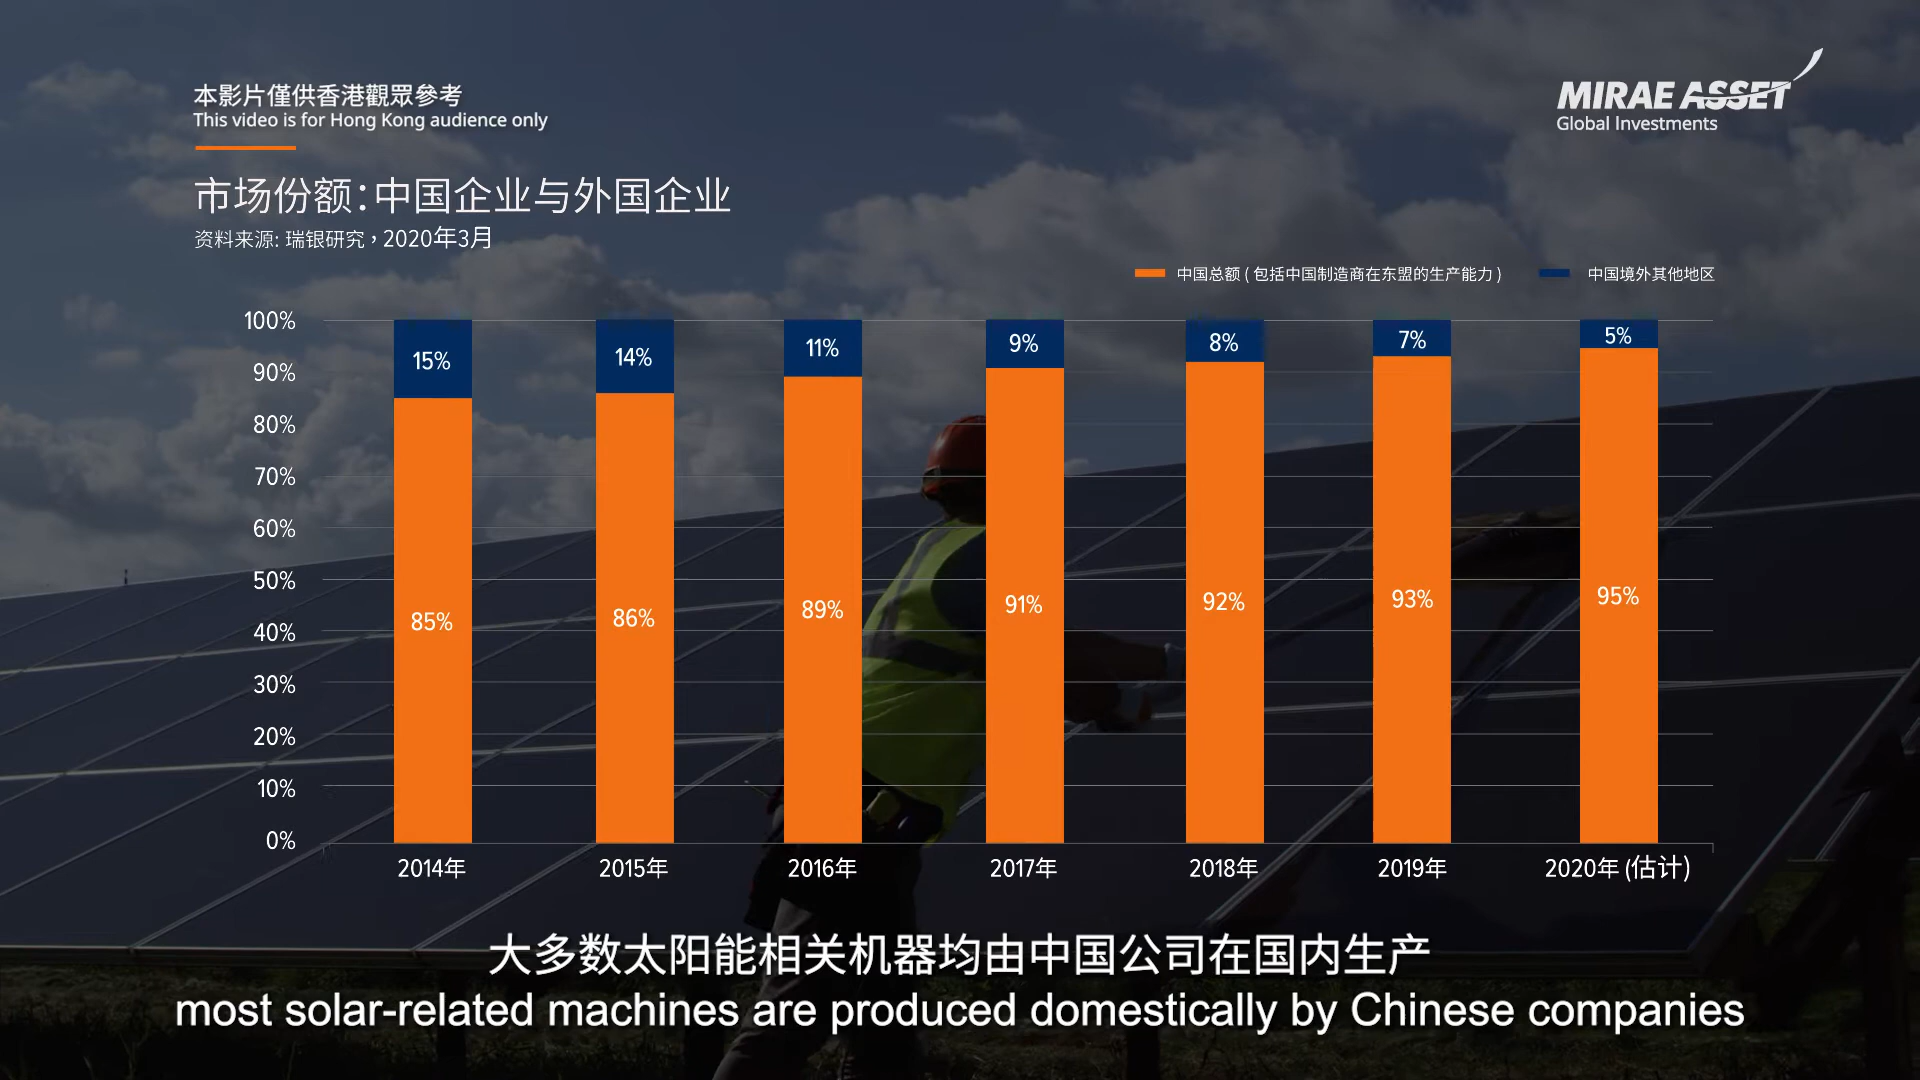 本影片僅供香港觀眾參考
This video is for Hong Kong audience only
MIRAE ASSET
Global Investments
市场份额：中国企业与外国企业
资料来源: 瑞银研究，2020年3月
中国总额 ( 包括中国制造商在东盟的生产能力 )
中国境外其他地区
100%
90%
80%
70%
60%
50%
40%
30%
20%
10%
0%
15%
14%
11%
9%
8%
7%
5%
85%
86%
89%
91%
92%
93%
95%
2014年
2015年
2016年
2017年
2018年
2019年
2020年 (估计)
大多数太阳能相关机器均由中国公司在国内生产
most solar-related machines are produced domestically by Chinese companies